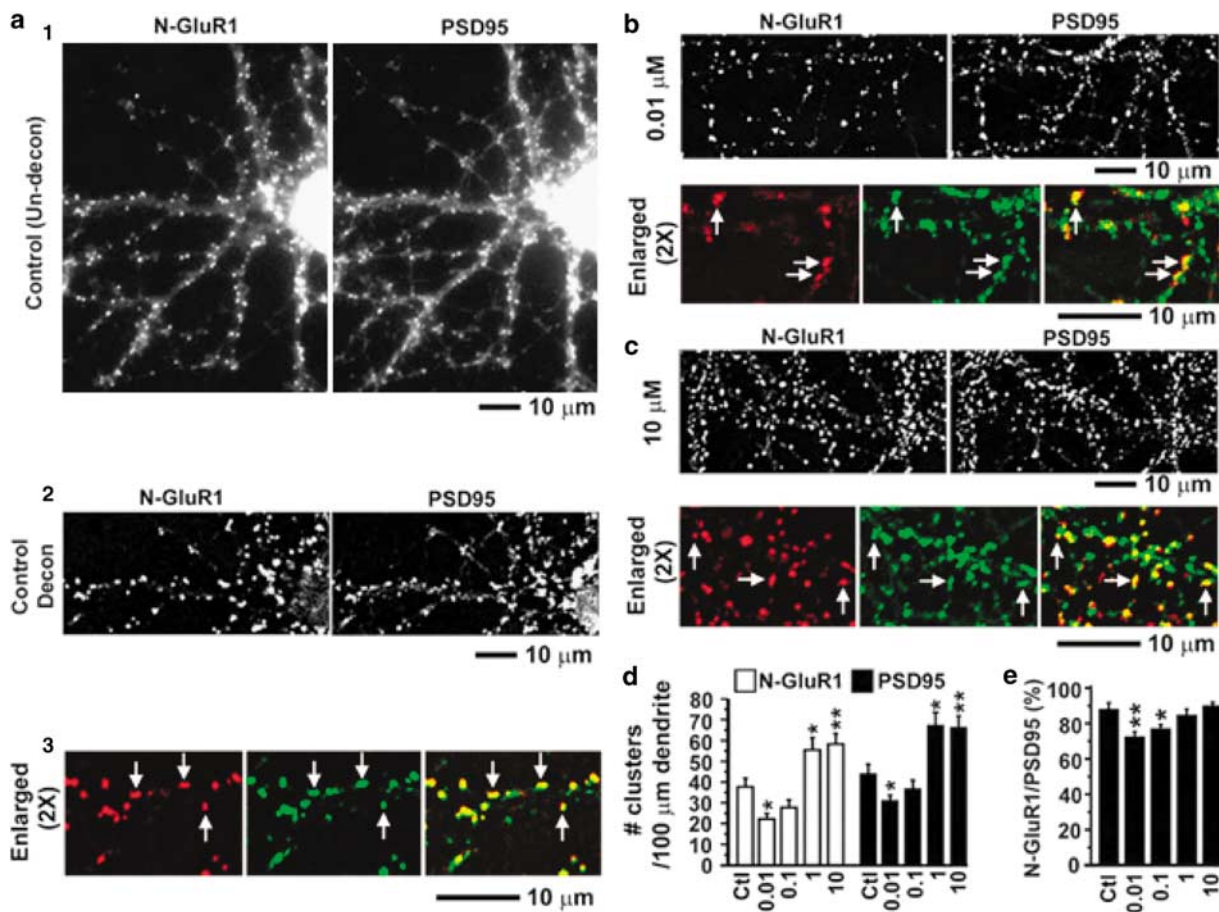 a
1
N-GluR1 PSD95
Control (Un-decon)
10 μm
2
N-GluR1 PSD95
Control
Decon
10 μm
3
Enlarged
(2X)
10 μm
b
N-GluR1 PSD95
0.01 μM
10 μm
Enlarged
(2X)
10 μm
c
N-GluR1 PSD95
10 μM
10 μm
Enlarged
(2X)
10 μm
d
N-GluR1 PSD95
# clusters
/100 μm dendrite
80
70
60
50
40
30
20
10
0
* * ** * * **
Ctl 0.01 0.1 1 10 Ctl 0.01 0.1 1 10
e
N-GluR1/PSD95 (%)
100
80
60
40
20
0
** *
Ctl 0.01 0.1 1 10